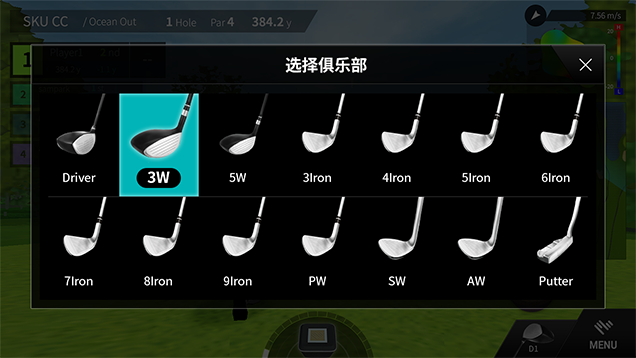 SKU CC / Ocean Out 1 Hole Par 4 384.2 y
7.56 m/s
选择俱乐部
Driver 3W 5W 3Iron 4Iron 5Iron 6Iron
7Iron 8Iron 9Iron PW SW AW Putter
D1 MENU